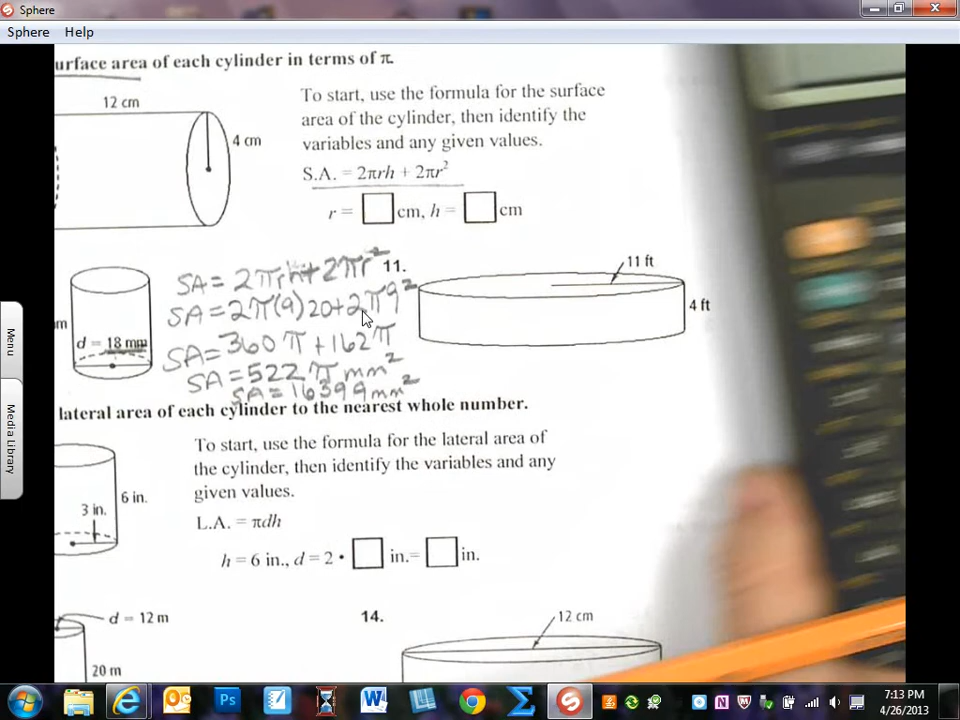 Sphere
Sphere Help
urface area of each cylinder in terms of π.
12 cm
4 cm
To start, use the formula for the surface
area of the cylinder, then identify the
variables and any given values.
S.A. = 2πrh + 2πr²
r = cm, h = cm
m
d = 18 mm
SA = 2πrh + 2πr²
SA = 2π(9)20 + 2π9²
SA = 360π + 162π
SA = 522π mm²
SA = 16399mm²
11.
11 ft
4 ft
lateral area of each cylinder to the nearest whole number.
6 in.
3 in.
To start, use the formula for the lateral area of
the cylinder, then identify the variables and any
given values.
L.A. = πdh
h = 6 in., d = 2 • in. = in.
d = 12 m
20 m
14.
12 cm
Menu
Media Library
7:13 PM
4/26/2013